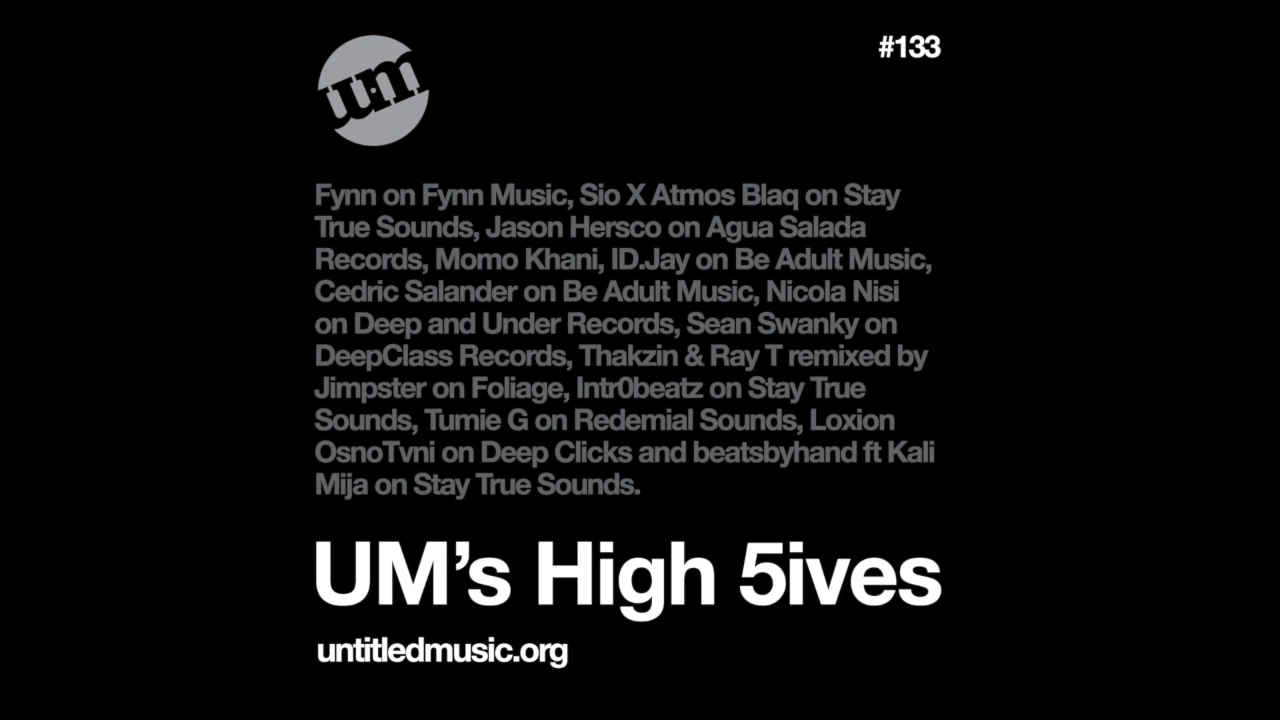 um
#133
Fynn on Fynn Music, Sio X Atmos Blaq on Stay
True Sounds, Jason Hersco on Agua Salada
Records, Momo Khani, ID.Jay on Be Adult Music,
Cedric Salander on Be Adult Music, Nicola Nisi
on Deep and Under Records, Sean Swanky on
DeepClass Records, Thakzin & Ray T remixed by
Jimpster on Foliage, Intr0beatz on Stay True
Sounds, Tumie G on Redemial Sounds, Loxion
OsnoTvni on Deep Clicks and beatsbyhand ft Kali
Mija on Stay True Sounds.
UM’s High 5ives
untitledmusic.org